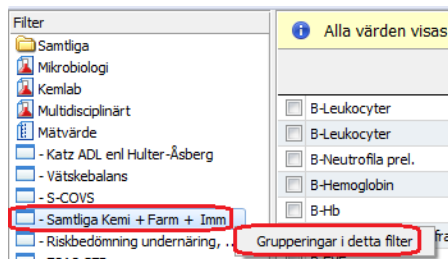 Filter
Samtliga
Mikrobiologi
Kemlab
Multidisciplinärt
Mätvärde
- Katz ADL enl Hulter-Åsberg
- Vätskebalans
- S-COVS
- Samtliga Kemi + Farm + Imm
- Riskbedömning undernäring, ..
Alla värden visas
B-Leukocyter
B-Leukocyter
B-Neutrofila prel.
B-Hemoglobin
B-Hb
Grupperingar i detta filter